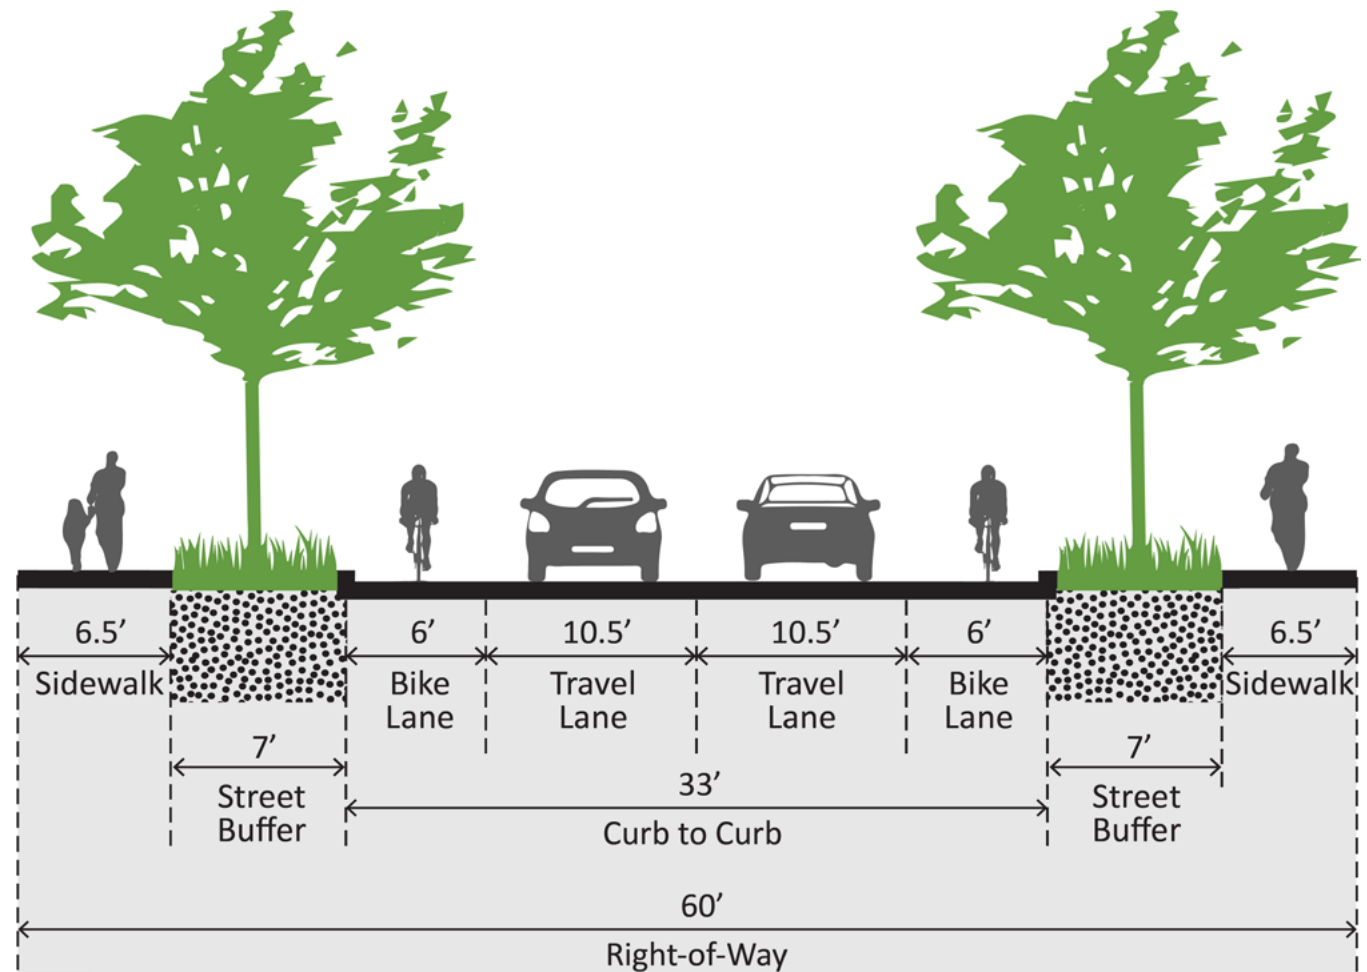 6.5’ 6’ 10.5’ 10.5’ 6’ 6.5’
Sidewalk Bike Travel Travel Bike Sidewalk
Lane Lane Lane Lane
7’ 7’
33’
Street Street
Buffer Buffer
Curb to Curb
60’
Right-of-Way